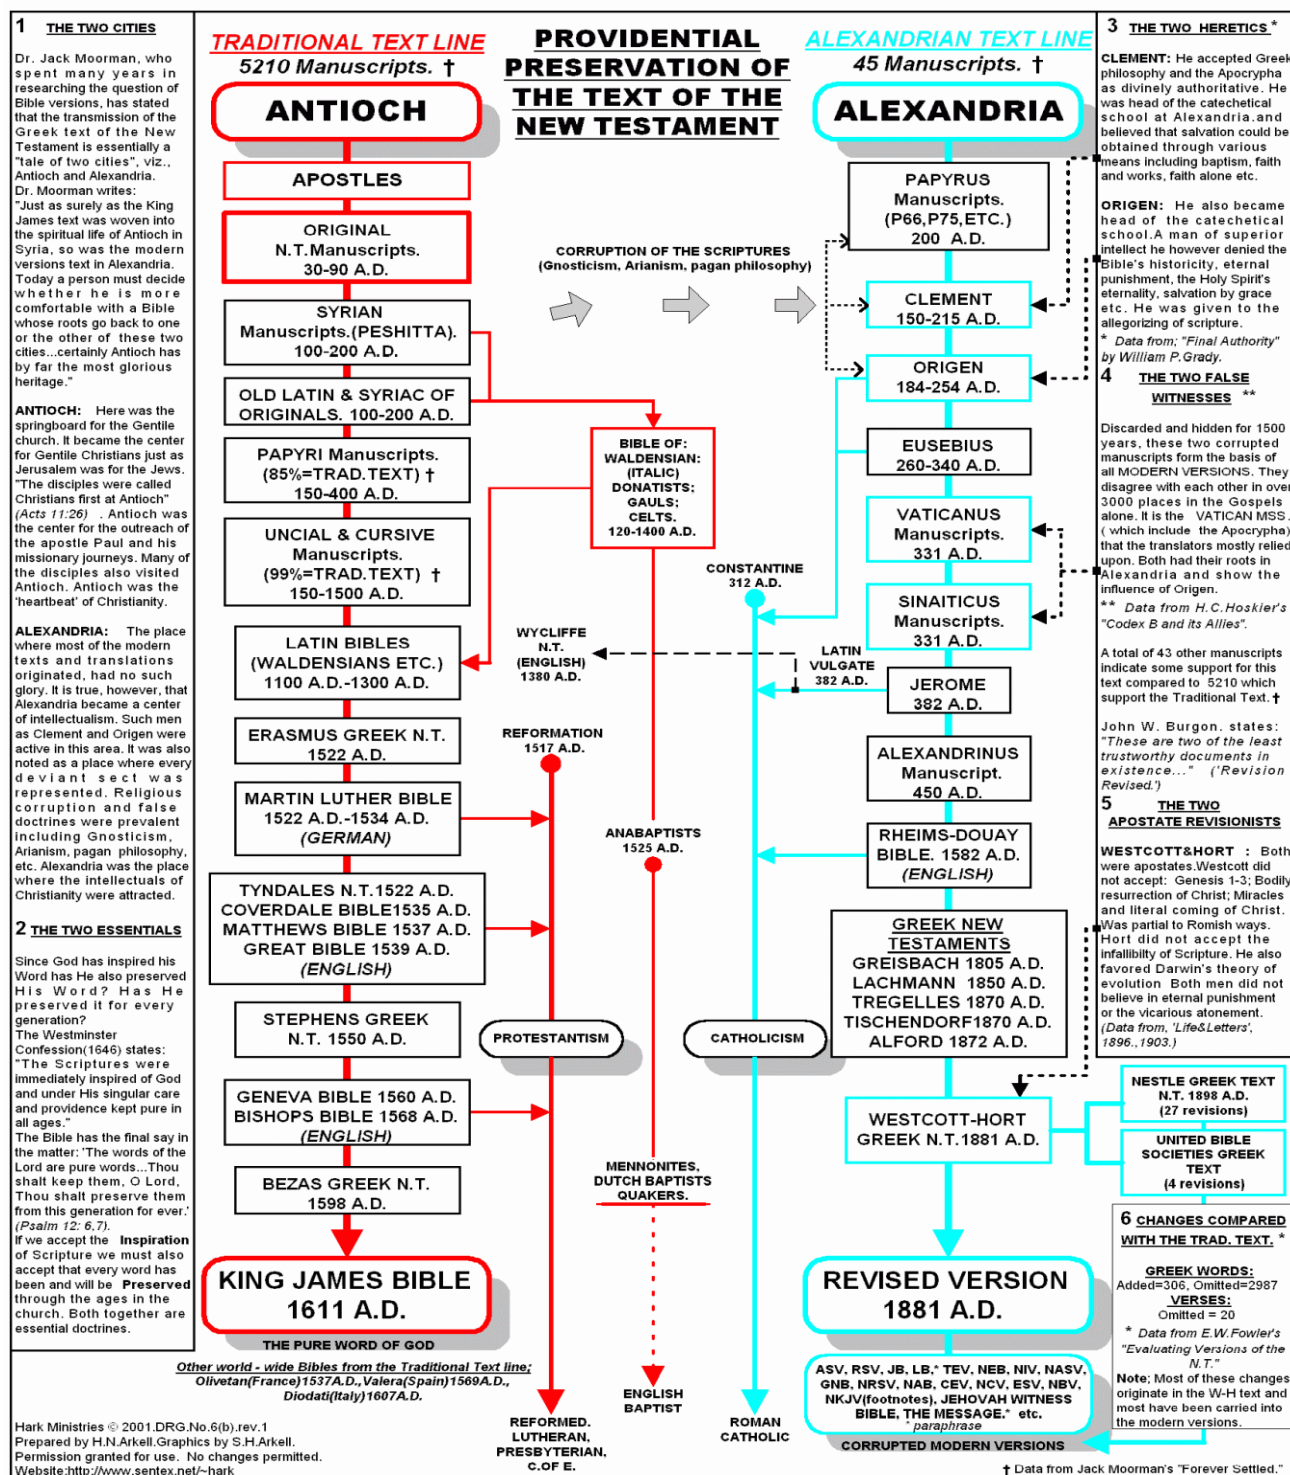 1 THE TWO CITIES
Dr. Jack Moorman, who
spent many years in
researching the question of
Bible versions, has stated
that the transmission of the
Greek text of the New
Testament is essentially a
"tale of two cities", viz.,
Antioch and Alexandria.
Dr. Moorman writes:
"Just as surely as the King
James text was woven into
the spiritual life of Antioch in
Syria, so was the modern
versions text in Alexandria.
Today a person must decide
whether he is more
comfortable with a Bible
whose roots go back to one
or the other of these two
cities...certainly Antioch has
by far the most glorious
heritage."
ANTIOCH: Here was the
springboard for the Gentile
church. It became the center
for Gentile Christians just as
Jerusalem was for the Jews.
"The disciples were called
Christians first at Antioch"
(Acts 11:26) . Antioch was
the center for the outreach of
the apostle Paul and his
missionary journeys. Many of
the disciples also visited
Antioch. Antioch was the
'heartbeat' of Christianity.
ALEXANDRIA: The place
where most of the modern
texts and translations
originated, had no such
glory. It is true, however, that
Alexandria became a center
of intellectualism. Such men
as Clement and Origen were
active in this area. It was also
noted as a place where every
deviant sect was
represented. Religious
corruption and false
doctrines were prevalent
including Gnosticism,
Arianism, pagan philosophy,
etc. Alexandria was the place
where the intellectuals of
Christianity were attracted.
2 THE TWO ESSENTIALS
Since God has inspired his
Word has He also preserved
His Word? Has He
preserved it for every
generation?
The Westminster
Confession(1646) states:
"The Scriptures were
immediately inspired of God
and under His singular care
and providence kept pure in
all ages."
The Bible has the final say in
the matter: 'The words of the
Lord are pure words...Thou
shalt keep them, O Lord,
Thou shalt preserve them
from this generation for ever.'
(Psalm 12: 6,7).
If we accept the Inspiration
of Scripture we must also
accept that every word has
been and will be Preserved
through the ages in the
church. Both together are
essential doctrines.
TRADITIONAL TEXT LINE
5210 Manuscripts. †
PROVIDENTIAL
PRESERVATION OF
THE TEXT OF THE
NEW TESTAMENT
ALEXANDRIAN TEXT LINE
45 Manuscripts. †
ANTIOCH
APOSTLES
ORIGINAL
N.T.Manuscripts.
30-90 A.D.
SYRIAN
Manuscripts.(PESHITTA).
100-200 A.D.
OLD LATIN & SYRIAC OF
ORIGINALS. 100-200 A.D.
PAPYRI Manuscripts.
(85%=TRAD.TEXT) †
150-400 A.D.
UNCIAL & CURSIVE
Manuscripts.
(99%=TRAD.TEXT) †
150-1500 A.D.
LATIN BIBLES
(WALDENSIANS ETC.)
1100 A.D.-1300 A.D.
ERASMUS GREEK N.T.
1522 A.D.
MARTIN LUTHER BIBLE
1522 A.D.-1534 A.D.
(GERMAN)
TYNDALES N.T.1522 A.D.
COVERDALE BIBLE1535 A.D.
MATTHEWS BIBLE 1537 A.D.
GREAT BIBLE 1539 A.D.
(ENGLISH)
STEPHENS GREEK
N.T. 1550 A.D.
GENEVA BIBLE 1560 A.D.
BISHOPS BIBLE 1568 A.D.
(ENGLISH)
BEZAS GREEK N.T.
1598 A.D.
KING JAMES BIBLE
1611 A.D.
THE PURE WORD OF GOD
Other world - wide Bibles from the Traditional Text line;
Olivetan(France)1537A.D.,Valera(Spain)1569A.D.,
Diodati(Italy)1607A.D.
CORRUPTION OF THE SCRIPTURES
(Gnosticism, Arianism, pagan philosophy)
BIBLE OF:
WALDENSIAN:
(ITALIC)
DONATISTS;
GAULS;
CELTS.
120-1400 A.D.
CONSTANTINE
312 A.D.
WYCLIFFE
N.T.
(ENGLISH)
1380 A.D.
LATIN
VULGATE
382 A.D.
REFORMATION
1517 A.D.
ANABAPTISTS
1525 A.D.
PROTESTANTISM
CATHOLICISM
MENNONITES,
DUTCH BAPTISTS
QUAKERS.
REFORMED.
LUTHERAN,
PRESBYTERIAN,
C.OF E.
ENGLISH
BAPTIST
ROMAN
CATHOLIC
ALEXANDRIA
PAPYRUS
Manuscripts.
(P66,P75,ETC.)
200 A.D.
CLEMENT
150-215 A.D.
ORIGEN
184-254 A.D.
EUSEBIUS
260-340 A.D.
VATICANUS
Manuscripts.
331 A.D.
SINAITICUS
Manuscripts.
331 A.D.
JEROME
382 A.D.
ALEXANDRINUS
Manuscript.
450 A.D.
RHEIMS-DOUAY
BIBLE. 1582 A.D.
(ENGLISH)
GREEK NEW
TESTAMENTS
GREISBACH 1805 A.D.
LACHMANN 1850 A.D.
TREGELLES 1870 A.D.
TISCHENDORF1870 A.D.
ALFORD 1872 A.D.
WESTCOTT-HORT
GREEK N.T.1881 A.D.
REVISED VERSION
1881 A.D.
ASV, RSV, JB, LB,* TEV, NEB, NIV, NASV,
GNB, NRSV, NAB, CEV, NCV, ESV, NBV,
NKJV(footnotes), JEHOVAH WITNESS
BIBLE, THE MESSAGE.* etc.
* paraphrase
CORRUPTED MODERN VERSIONS
3 THE TWO HERETICS *
CLEMENT: He accepted Greek
philosophy and the Apocrypha
as divinely authoritative. He
was head of the catechetical
school at Alexandria.and
believed that salvation could be
obtained through various
means including baptism, faith
and works, faith alone etc.
ORIGEN: He also became
head of the catechetical
school.A man of superior
intellect he however denied the
Bible's historicity, eternal
punishment, the Holy Spirit's
eternality, salvation by grace
etc. He was given to the
allegorizing of scripture.
* Data from; "Final Authority"
by William P.Grady.
4 THE TWO FALSE
WITNESSES **
Discarded and hidden for 1500
years, these two corrupted
manuscripts form the basis of
all MODERN VERSIONS. They
disagree with each other in over
3000 places in the Gospels
alone. It is the VATICAN MSS.
( which include the Apocrypha)
that the translators mostly relied
upon. Both had their roots in
Alexandria and show the
influence of Origen.
** Data from H.C.Hoskier's
"Codex B and its Allies".
A total of 43 other manuscripts
indicate some support for this
text compared to 5210 which
support the Traditional Text.†
John W. Burgon. states:
"These are two of the least
trustworthy documents in
existence..." ('Revision
Revised.')
5 THE TWO
APOSTATE REVISIONISTS
WESTCOTT&HORT : Both
were apostates.Westcott did
not accept: Genesis 1-3; Bodily
resurrection of Christ; Miracles
and literal coming of Christ.
Was partial to Romish ways.
Hort did not accept the
infallibilty of Scripture. He also
favored Darwin's theory of
evolution Both men did not
believe in eternal punishment
or the vicarious atonement.
(Data from, 'Life&Letters',
1896.,1903.)
NESTLE GREEK TEXT
N.T. 1898 A.D.
(27 revisions)
UNITED BIBLE
SOCIETIES GREEK
TEXT
(4 revisions)
6 CHANGES COMPARED
WITH THE TRAD. TEXT. *
GREEK WORDS:
Added=306, Omitted=2987
VERSES:
Omitted = 20
* Data from E.W.Fowler's
"Evaluating Versions of the
N.T."
Note; Most of these changes
originate in the W-H text and
most have been carried into
the modern versions.
Hark Ministries © 2001.DRG.No.6(b).rev.1
Prepared by H.N.Arkell.Graphics by S.H.Arkell.
Permission granted for use. No changes permitted.
Website:http://www.sentex.net/~hark
† Data from Jack Moorman's "Forever Settled."